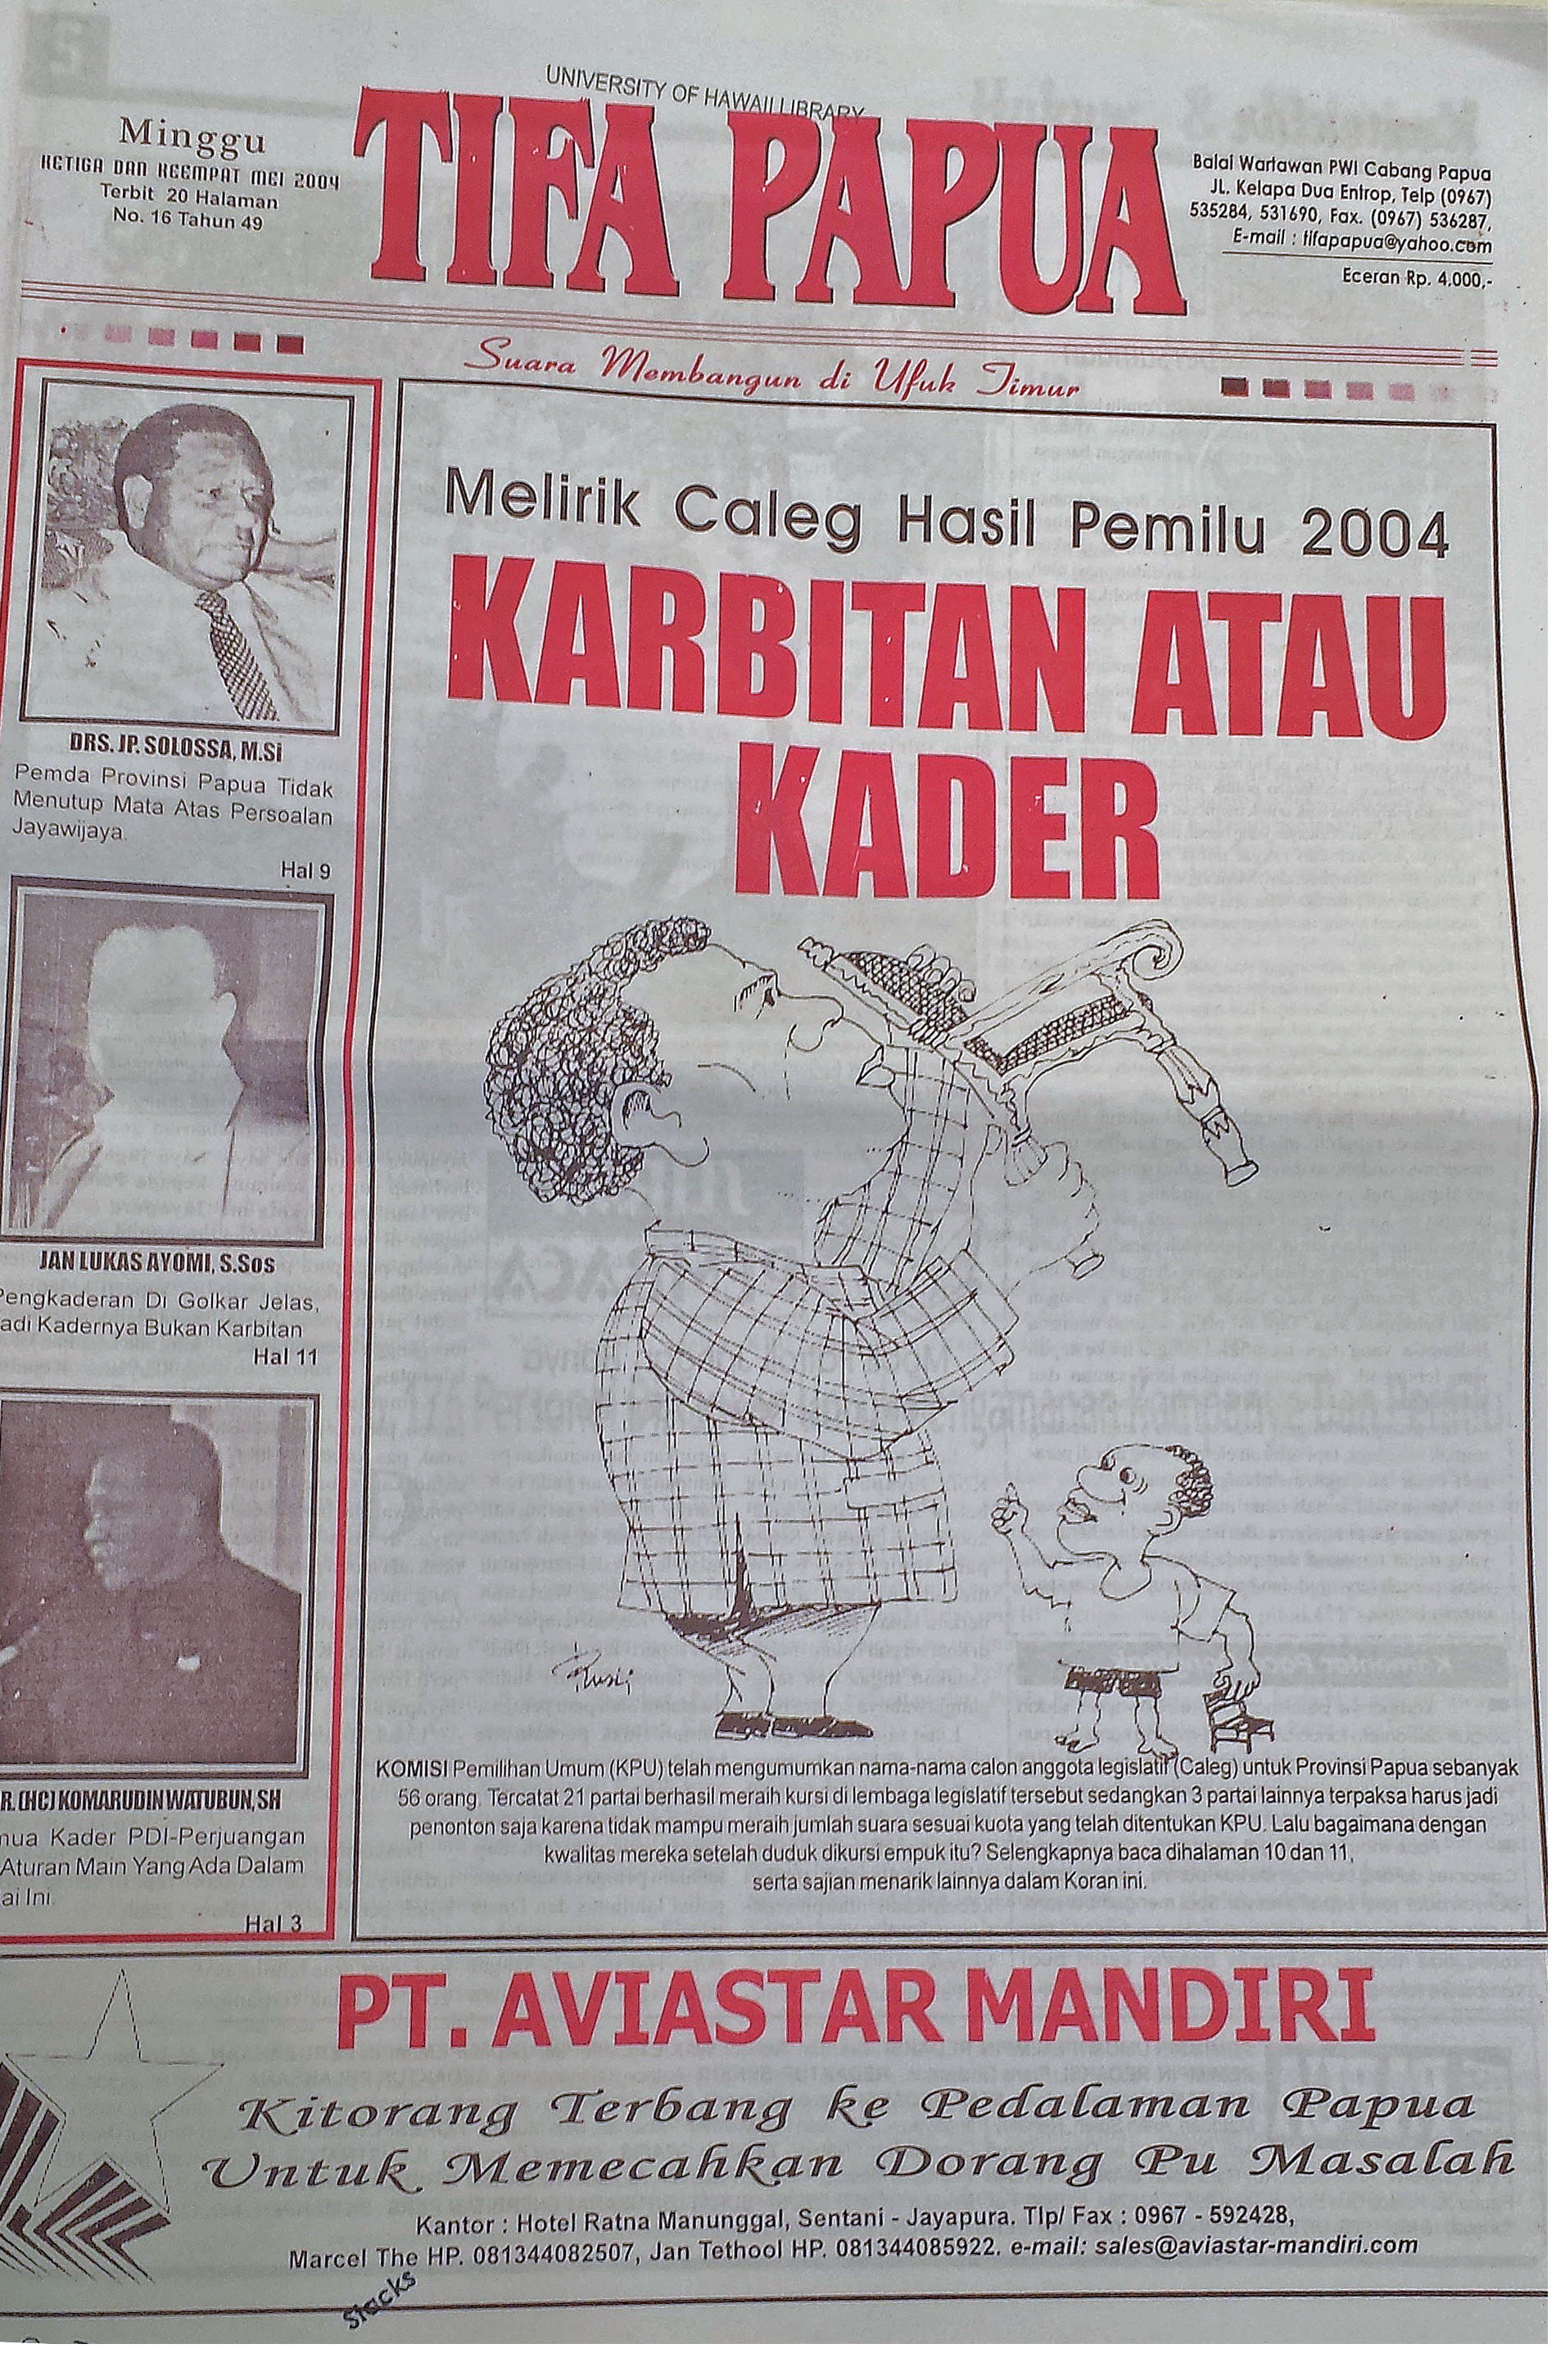 UNIVERSITY OF HAWAII LIBRARY
Minggu
KETIGA DAN KEEMPAT MEI 2004
Terbit 20 Halaman
No. 16 Tahun 49
TIFA PAPUA
Balai Wartawan PWI Cabang Papua
JL. Kelapa Dua Entrop, Telp (0967)
535284, 531690, Fax. (0967) 536287,
E-mail : tifapapua@yahoo.com
Eceran Rp. 4.000,-
Suara Membangun di Ufuk Timur
DRS. JP. SOLOSSA, M.Si
Pemda Provinsi Papua Tidak
Menutup Mata Atas Persoalan
Jayawijaya.
Hal 9
JAN LUKAS AYOMI, S.Sos
Pengkaderan Di Golkar Jelas,
adi Kadernya Bukan Karbitan
Hal 11
R. (HC) KOMARUDIN WATUBUN, SH
nua Kader PDI-Perjuangan
Aturan Main Yang Ada Dalam
ai Ini.
Hal 3
Melirik Caleg Hasil Pemilu 2004
KARBITAN ATAU
KADER
KOMISI Pemilihan Umum (KPU) telah mengumumkan nama-nama calon anggota legislatif (Caleg) untuk Provinsi Papua sebanyak
56 orang. Tercatat 21 partai berhasil meraih kursi di lembaga legislatif tersebut sedangkan 3 partai lainnya terpaksa harus jadi
penonton saja karena tidak mampu meraih jumlah suara sesuai kuota yang telah ditentukan KPU. Lalu bagaimana dengan
kwalitas mereka setelah duduk dikursi empuk itu? Selengkapnya baca dihalaman 10 dan 11,
serta sajian menarik lainnya dalam Koran ini.
PT. AVIASTAR MANDIRI
Kitorang Terbang ke Pedalaman Papua
Untuk Memecahkan Dorang Pu Masalah
Kantor : Hotel Ratna Manunggal, Sentani - Jayapura. Tlp/ Fax : 0967 - 592428,
Marcel The HP. 081344082507, Jan Tethool HP. 081344085922. e-mail: sales@aviastar-mandiri.com
Stacks